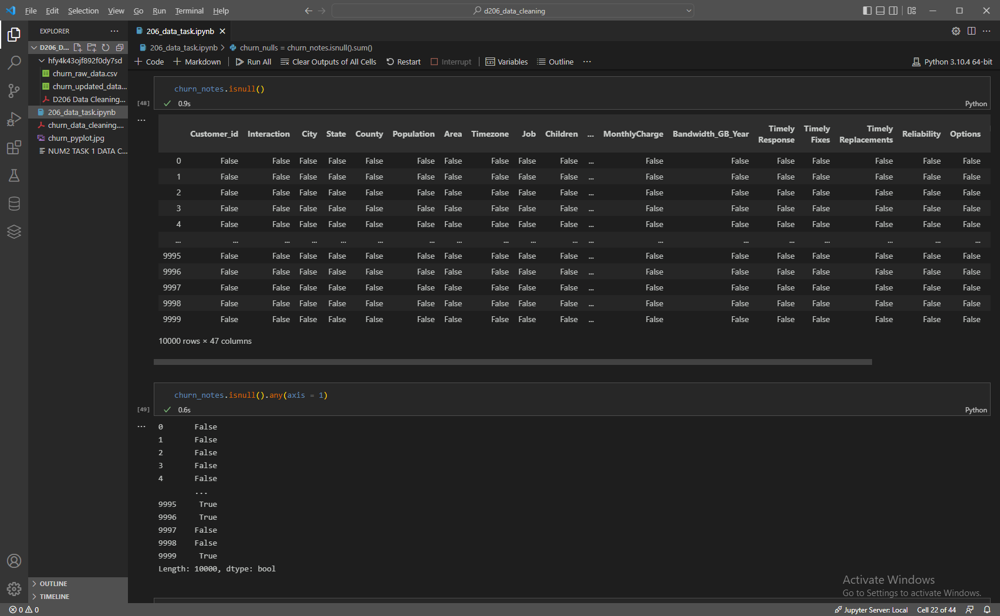 File Edit Selection View Go Run Terminal Help d206_data_cleaning
EXPLORER
D206_D...
hfy4k43ojf892f0dy7sd
churn_raw_data.csv
churn_updated_data...
D206 Data Cleaning...
206_data_task.ipynb
churn_data_cleaning....
churn_pyplot.jpg
NUM2 TASK 1 DATA C...
OUTLINE
TIMELINE
206_data_task.ipynb
206_data_task.ipynb > churn_nulls = churn_notes.isnull().sum()
+ Code + Markdown Run All Clear Outputs of All Cells Restart Interrupt Variables Outline ... Python 3.10.4 64-bit
churn_notes.isnull()
[48] 0.9s Python
Customer_id Interaction City State County Population Area Timezone Job Children ... MonthlyCharge Bandwidth_GB_Year Timely Response Timely Fixes Timely Replacements Reliability Options
0 False False False False False False False False False False ... False False False False False False False
1 False False False False False False False False False False ... False False False False False False False
2 False False False False False False False False False False ... False False False False False False False
3 False False False False False False False False False False ... False False False False False False False
4 False False False False False False False False False False ... False False False False False False False
... ... ... ... ... ... ... ... ... ... ... ... ... ... ... ... ... ... ...
9995 False False False False False False False False False False ... False False False False False False False
9996 False False False False False False False False False False ... False False False False False False False
9997 False False False False False False False False False False ... False False False False False False False
9998 False False False False False False False False False False ... False False False False False False False
9999 False False False False False False False False False False ... False False False False False False False
10000 rows × 47 columns
churn_notes.isnull().any(axis = 1)
[49] 0.6s Python
0 False
1 False
2 False
3 False
4 False
...
9995 True
9996 True
9997 False
9998 False
9999 True
Length: 10000, dtype: bool
Activate Windows
Go to Settings to activate Windows.
0 0 Jupyter Server: Local Cell 22 of 44